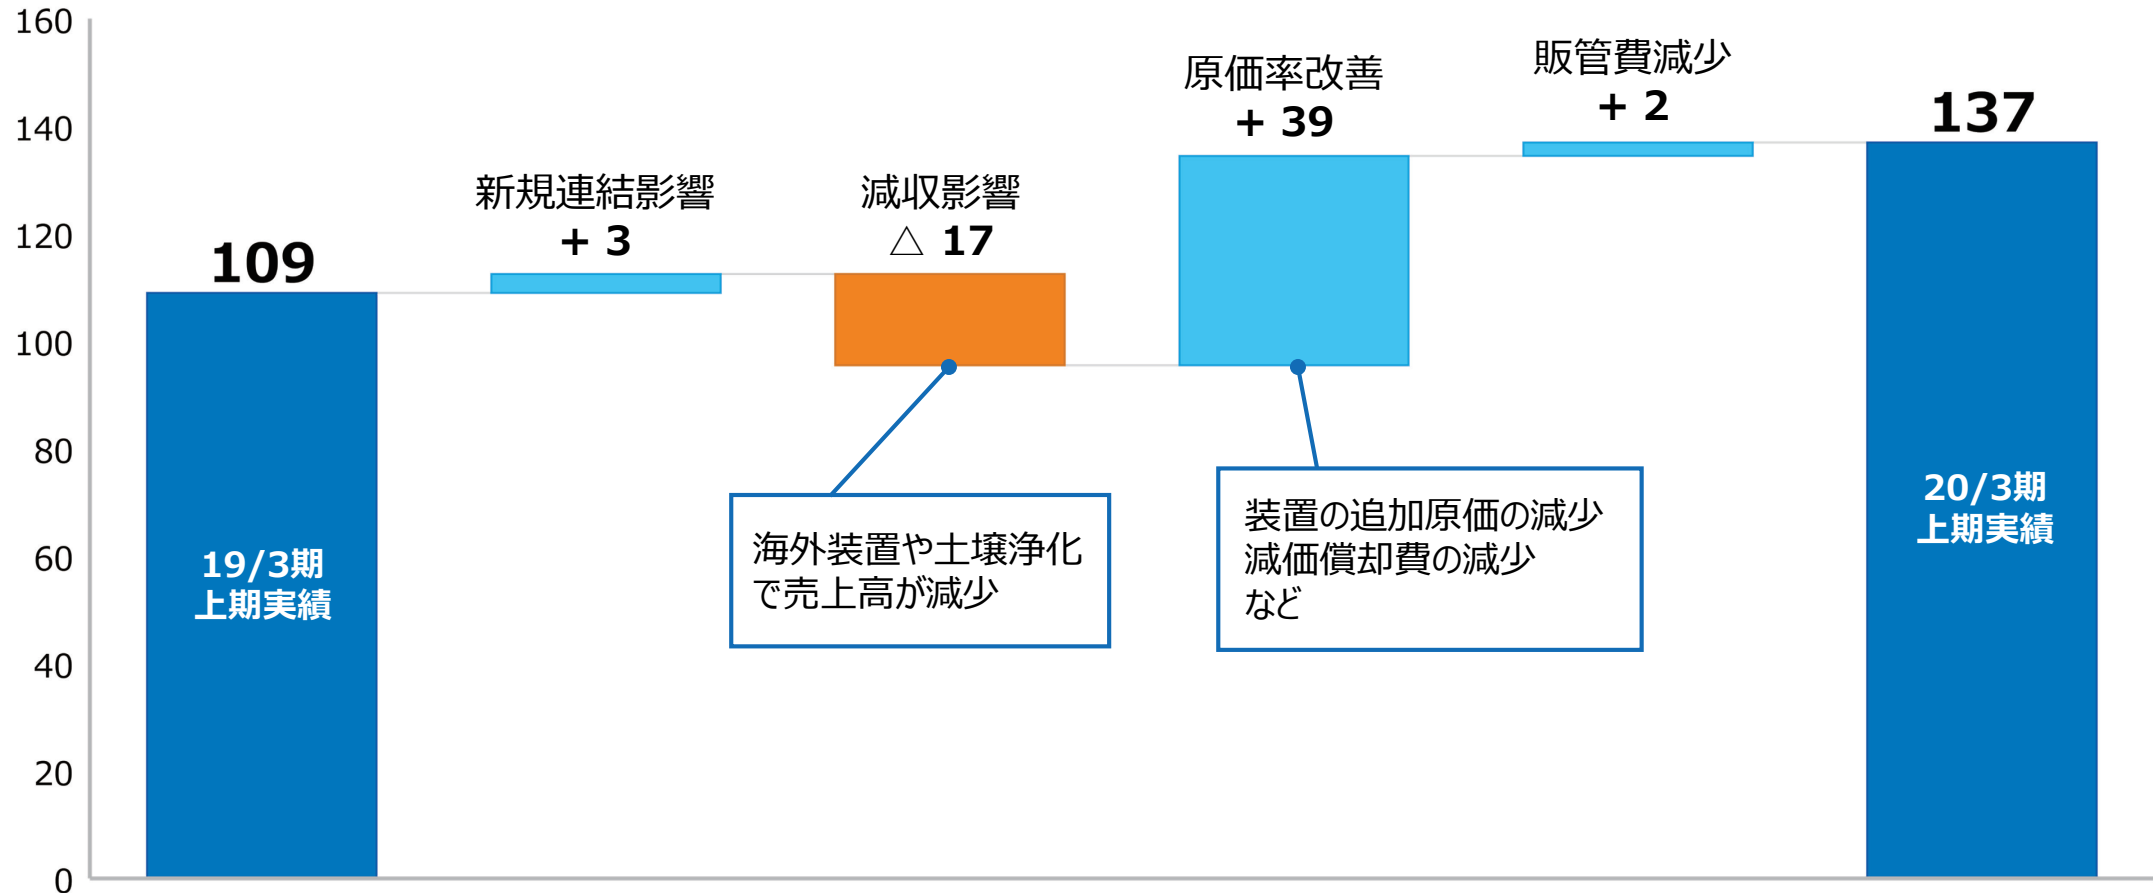 160
140
120
100
80
60
40
20
0
109
19/3期
上期実績
新規連結影響
+ 3
減収影響
△ 17
海外装置や土壌浄化
で売上高が減少
原価率改善
+ 39
装置の追加原価の減少
減価償却費の減少
など
販管費減少
+ 2
137
20/3期
上期実績